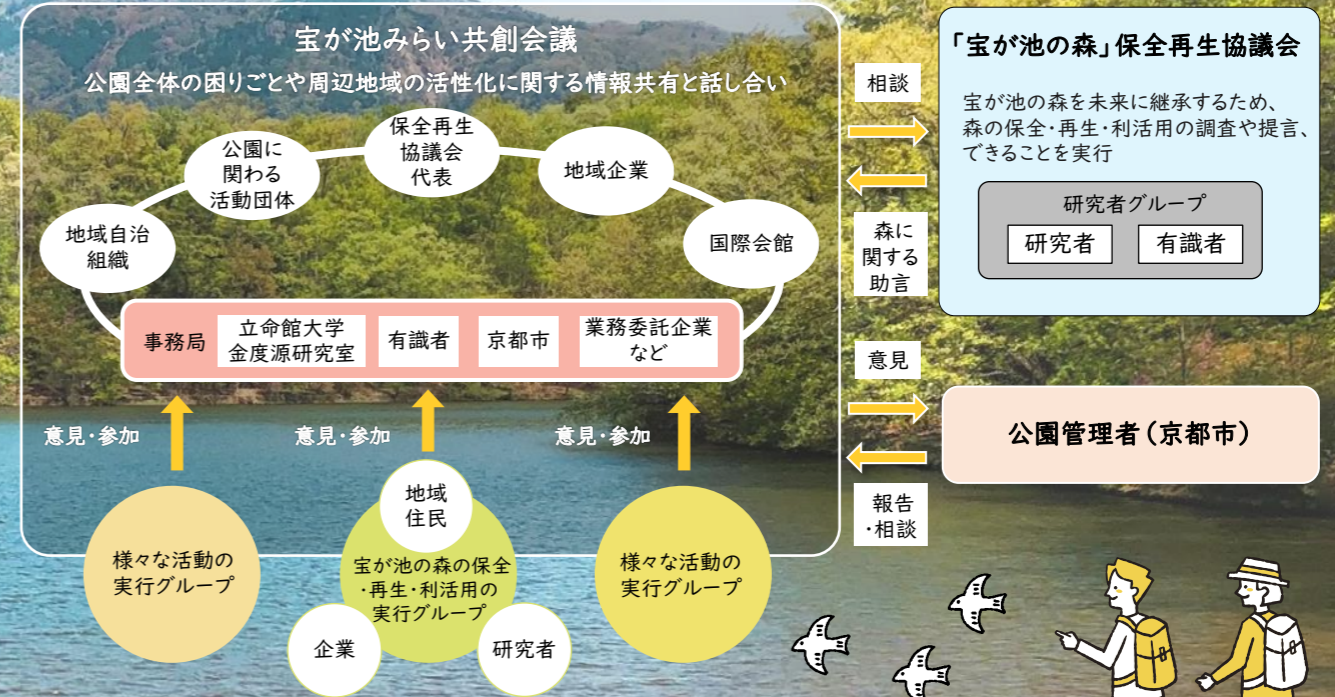 宝が池みらい共創会議
公園全体の困りごとや周辺地域の活性化に関する情報共有と話し合い
地域自治
組織
公園に
関わる
活動団体
保全再生
協議会
代表
地域企業
国際会館
事務局
立命館大学
金度源研究室
有識者
京都市
業務委託企業
など
意見・参加
意見・参加
意見・参加
様々な活動の
実行グループ
地域
住民
宝が池の森の保全
・再生・利活用の
実行グループ
企業
研究者
様々な活動の
実行グループ
相談
森に
関する
助言
意見
報告
・相談
「宝が池の森」保全再生協議会
宝が池の森を未来に継承するため、
森の保全・再生・利活用の調査や提言、
できることを実行
研究者グループ
研究者
有識者
公園管理者（京都市）